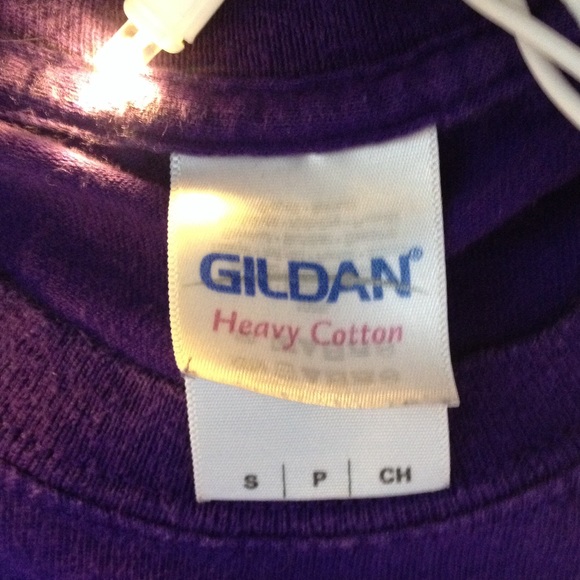 GILDAN®
Heavy Cotton
S | P | CH